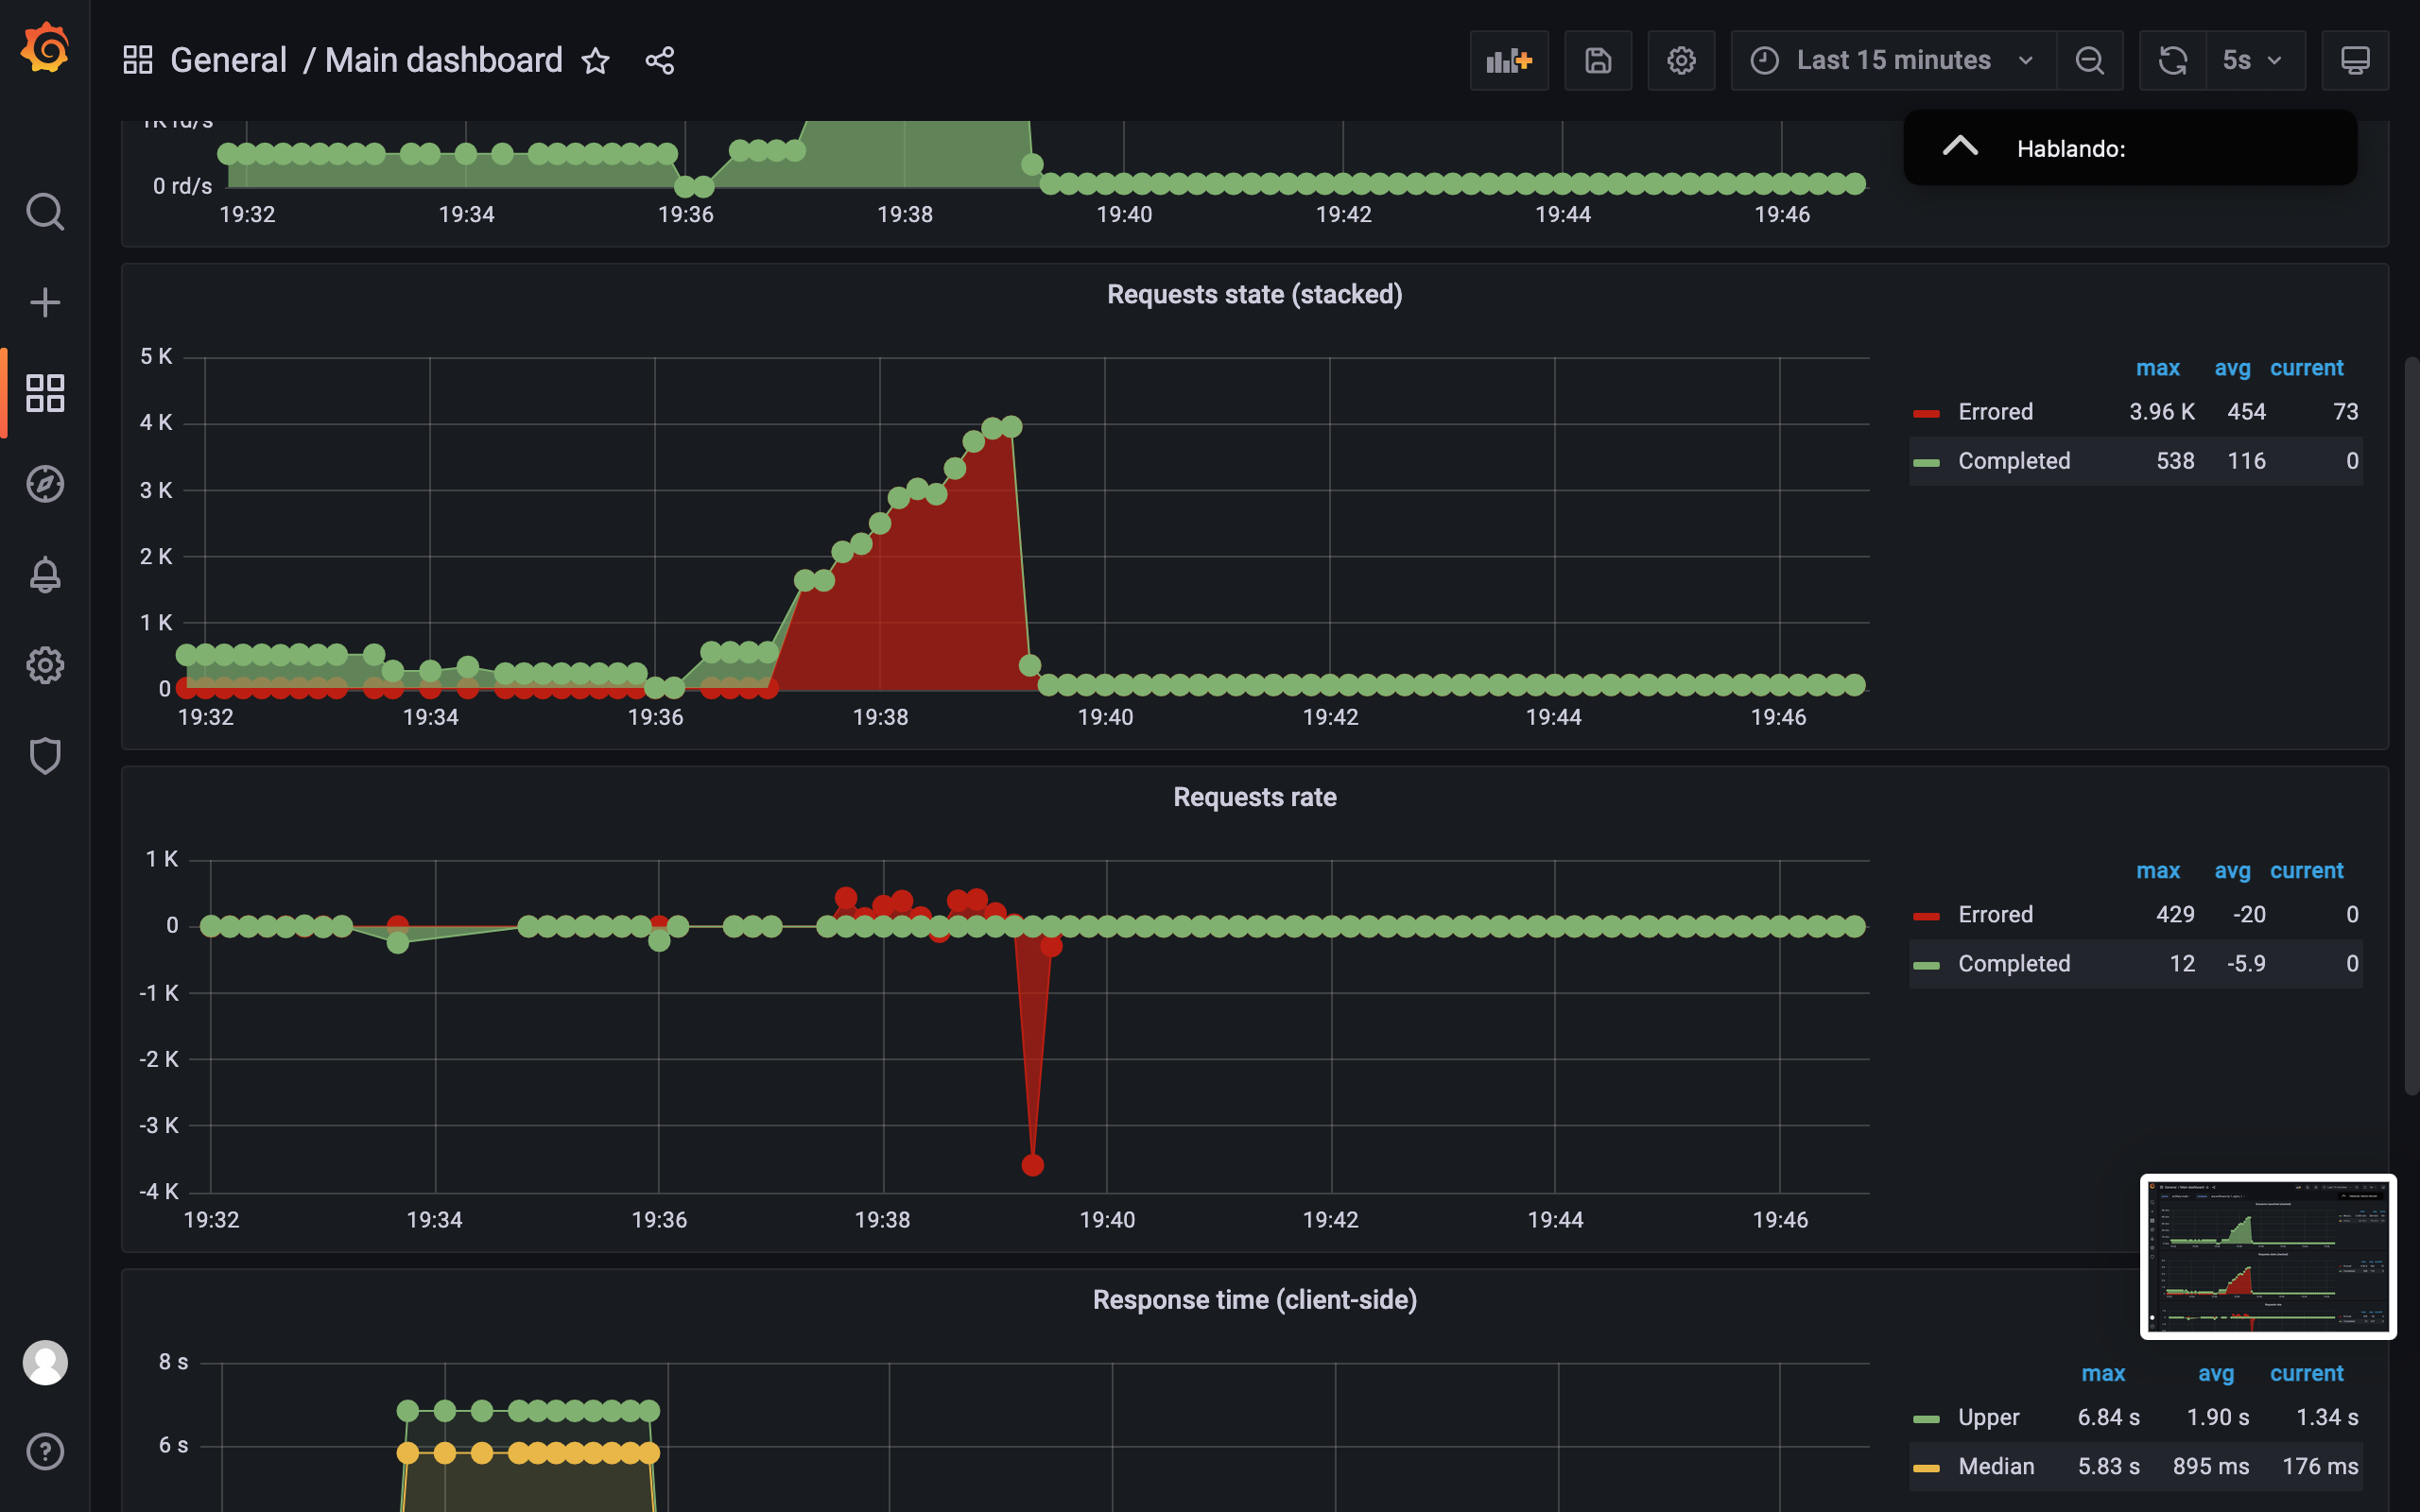 General / Main dashboard
Last 15 minutes
5s
Hablando:
1K rd/s
0 rd/s
19:32 19:34 19:36 19:38 19:40 19:42 19:44 19:46
Requests state (stacked)
5 K
4 K
3 K
2 K
1 K
0
19:32 19:34 19:36 19:38 19:40 19:42 19:44 19:46
max avg current
Errored 3.96 K 454 73
Completed 538 116 0
Requests rate
1 K
0
-1 K
-2 K
-3 K
-4 K
19:32 19:34 19:36 19:38 19:40 19:42 19:44 19:46
max avg current
Errored 429 -20 0
Completed 12 -5.9 0
Response time (client-side)
8 s
6 s
max avg current
Upper 6.84 s 1.90 s 1.34 s
Median 5.83 s 895 ms 176 ms